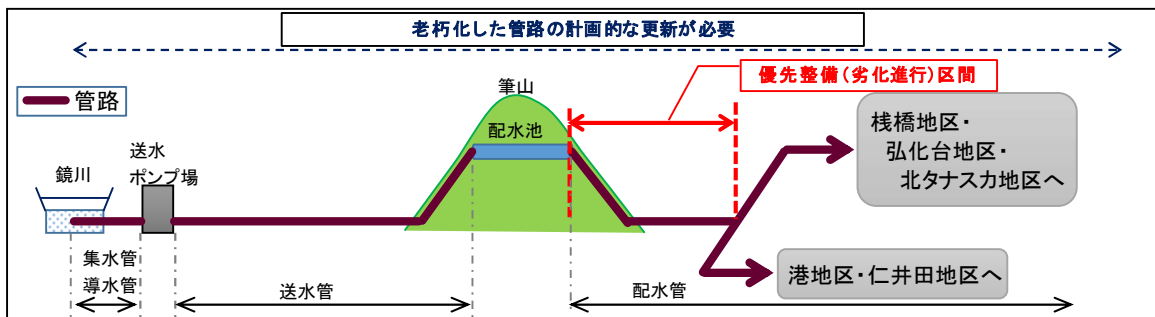 老朽化した管路の計画的な更新が必要
優先整備(劣化進行)区間
管路
筆山
配水池
送水
ポンプ場
鏡川
桟橋地区・
弘化台地区・
北タナスカ地区へ
港地区・仁井田地区へ
集水管
導水管
送水管
配水管